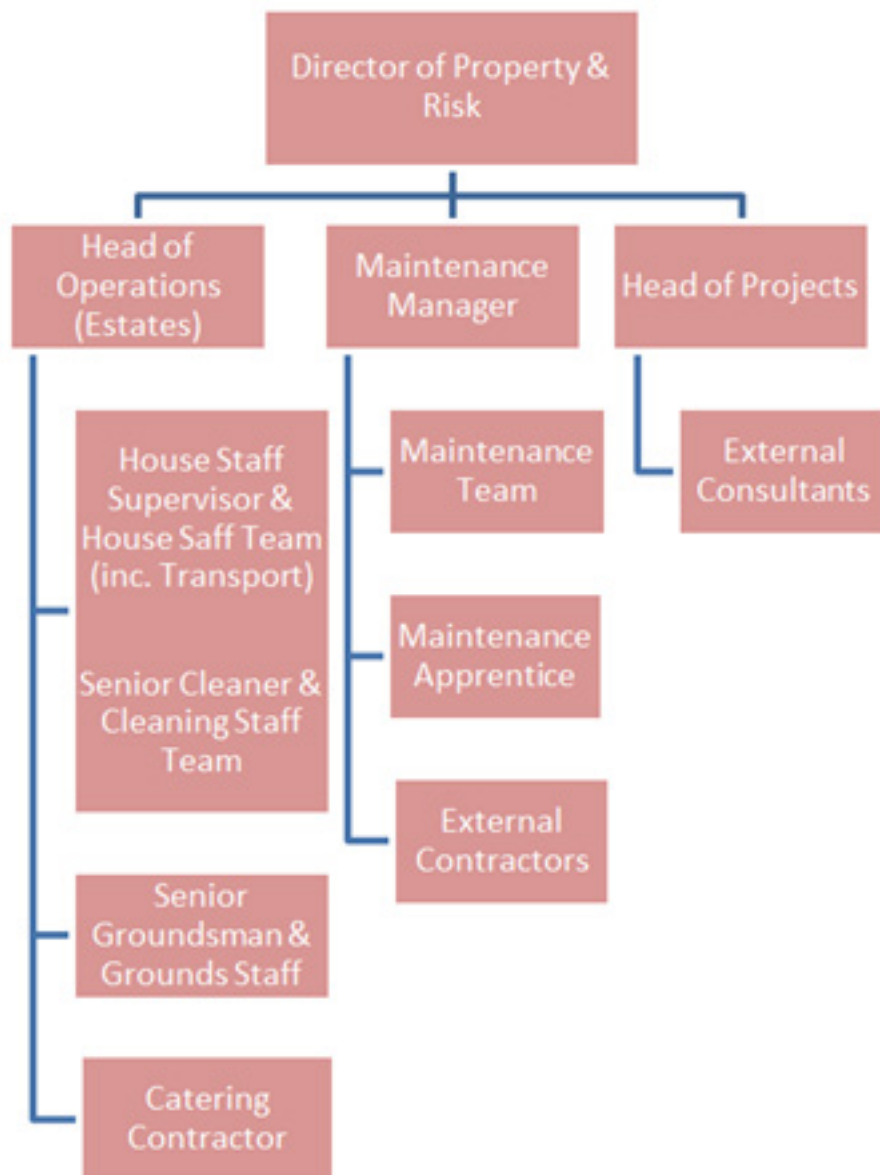 Director of Property &
Risk
Head of
Operations
(Estates)
Maintenance
Manager
Head of Projects
House Staff
Supervisor &
House Saff Team
(inc. Transport)
Senior Cleaner &
Cleaning Staff
Team
Senior
Groundsman &
Grounds Staff
Catering
Contractor
Maintenance
Team
Maintenance
Apprentice
External
Contractors
External
Consultants